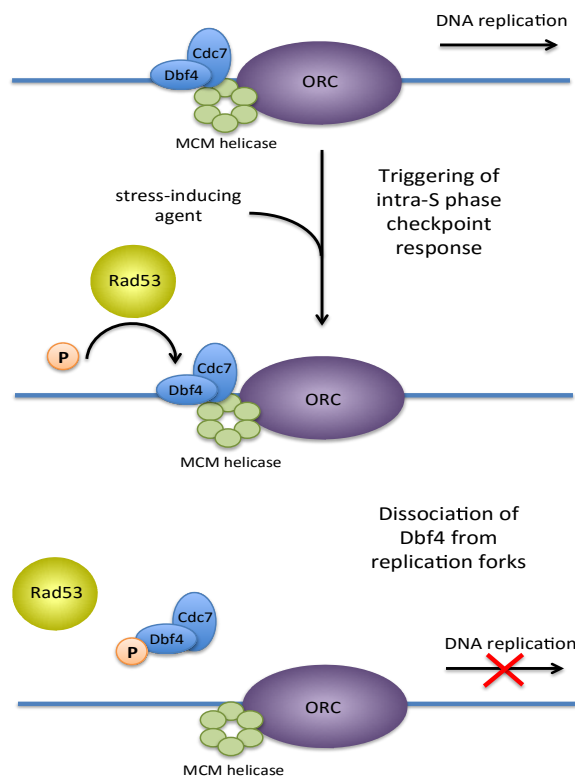 DNA replication
Cdc7
Dbf4
ORC
MCM helicase
Triggering of
intra-S phase
checkpoint
response
stress-inducing
agent
Rad53
P
Cdc7
Dbf4
ORC
MCM helicase
Dissociation of
Dbf4 from
replication forks
Rad53
Cdc7
Dbf4
P
DNA replication
ORC
MCM helicase